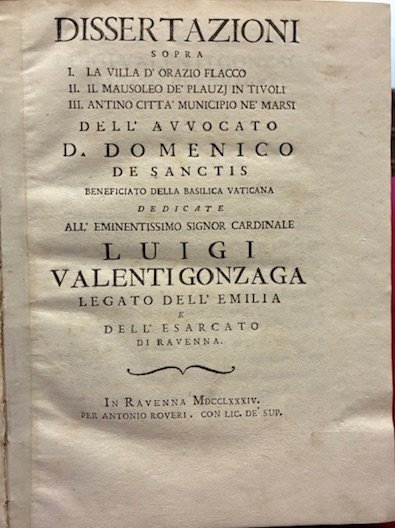 DISSERTAZIONI
SOPRA
I. LA VILLA D' ORAZIO FLACCO
II. IL MAUSOLEO DE' PLAUZJ IN TIVOLI
III. ANTINO CITTA' MUNICIPIO NE' MARSI
DELL' AVVOCATO
D. DOMENICO
DE SANCTIS
BENEFICIATO DELLA BASILICA VATICANA
DEDICATE
ALL' EMINENTISSIMO SIGNOR CARDINALE
LUIGI
VALENTI GONZAGA
LEGATO DELL' EMILIA
E
DELL' ESARCATO
DI RAVENNA.
IN RAVENNA MDCCLXXXIV.
PER ANTONIO ROVERI. CON LIC. DE' SUP.